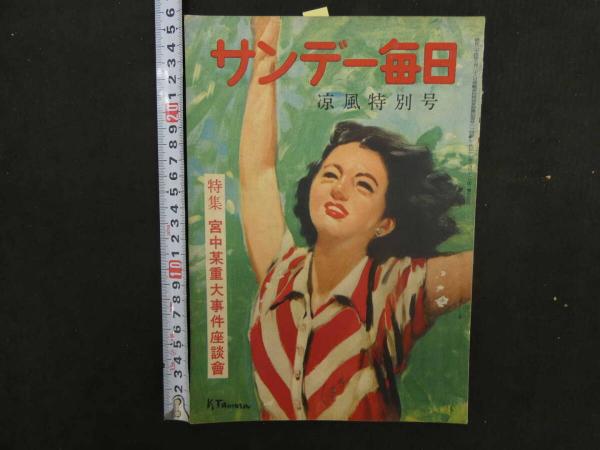 サンデー毎日
涼風特別号
特集 宮中某重大事件座談會
K.Tamura